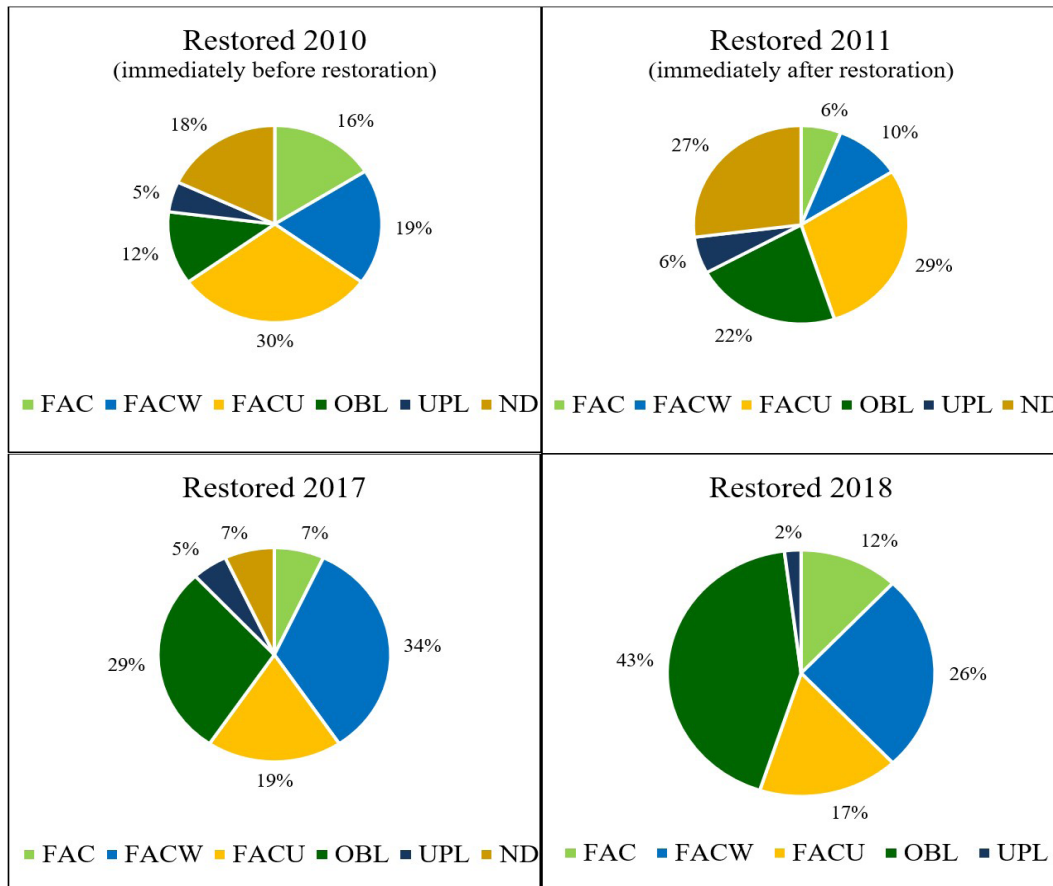 Restored 2010
(immediately before restoration)
18%
16%
5%
19%
12%
30%
FAC FACW FACU OBL UPL ND
Restored 2011
(immediately after restoration)
6%
10%
27%
29%
6%
22%
FAC FACW FACU OBL UPL ND
Restored 2017
7% 7%
5%
34%
29%
19%
FAC FACW FACU OBL UPL ND
Restored 2018
2%
12%
43%
26%
17%
FAC FACW FACU OBL UPL